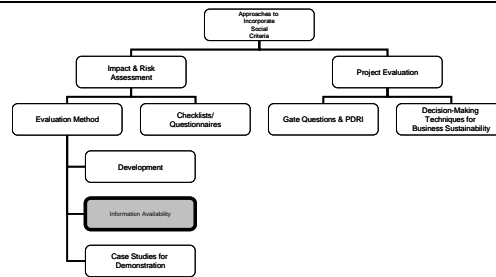 Approaches to
Incorporate
Social
Criteria
Impact & Risk
Assessment
Project Evaluation
Evaluation Method
Checklists/
Questionnaires
Gate Questions & PDRI
Decision-Making
Techniques for
Business Sustainability
Development
Information Availability
Case Studies for
Demonstration